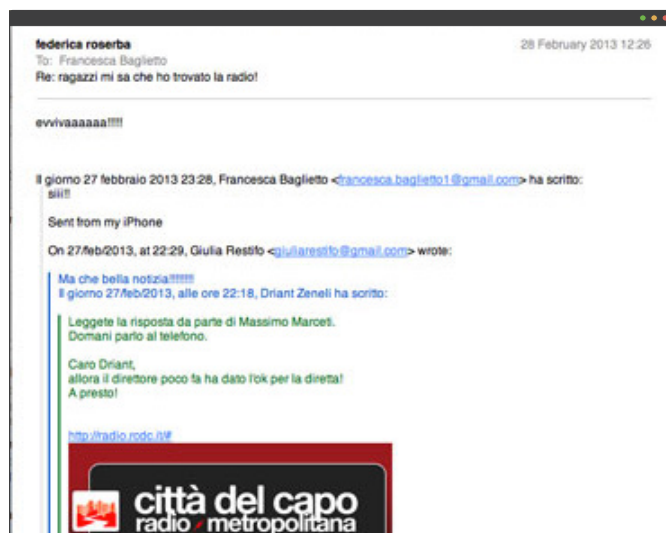 federica roserba
28 February 2013 12:26
To: Francesca Baglietto
Re: ragazzi mi sa che ho trovato la radio!
evvivaaaaaa!!!!!
Il giorno 27 febbraio 2013 23:28, Francesca Baglietto <francesca.baglietto1@gmail.com> ha scritto:
siii!!
Sent from my iPhone
On 27/feb/2013, at 22:29, Giulia Restifo <giuliarestifo@gmail.com> wrote:
Ma che bella notizia!!!!!!!!
Il giorno 27/feb/2013, alle ore 22:18, Driant Zeneli ha scritto:
Leggete la risposta da parte di Massimo Marceti.
Domani parlo al telefono.
Caro Driant,
allora il direttore poco fa ha dato l'ok per la diretta!
A presto!
http://radio.rcdc.it/#
città del capo
radio metropolitana